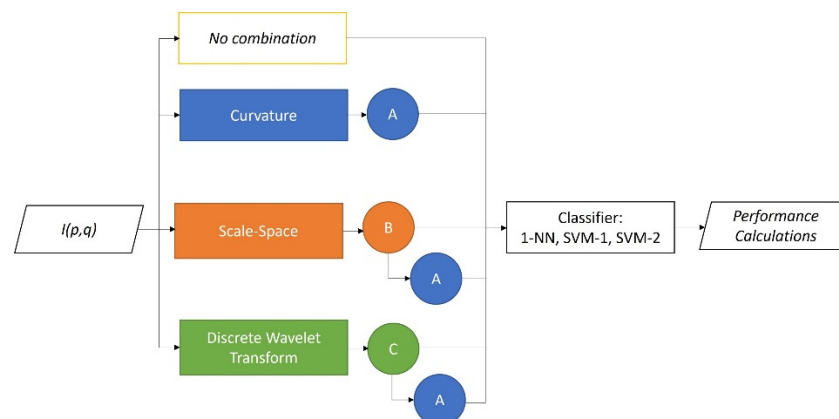 No combination
Curvature
A
I(p,q)
Scale-Space
B
A
Discrete Wavelet
Transform
C
A
Classifier:
1-NN, SVM-1, SVM-2
Performance
Calculations